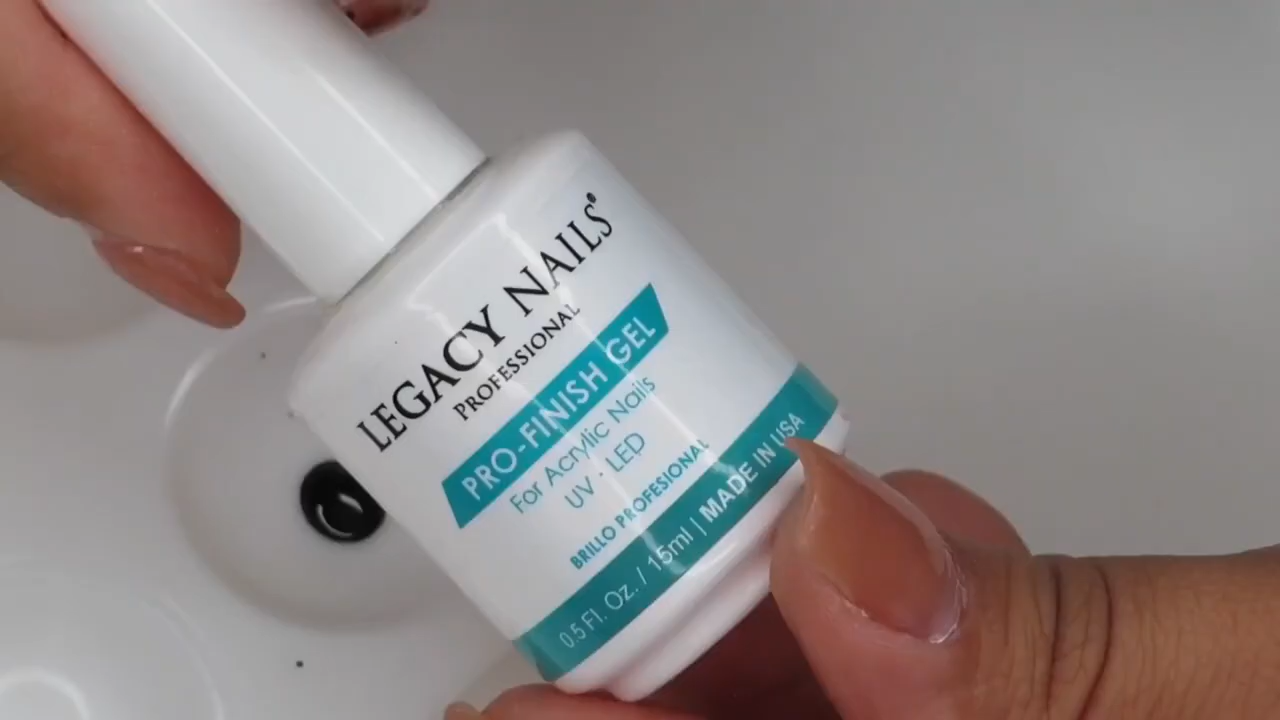 LEGACY NAILS®
PROFESSIONAL
PRO-FINISH GEL
For Acrylic Nails
UV · LED
BRILLO PROFESIONAL
0.5 Fl. Oz. / 15ml | MADE IN USA